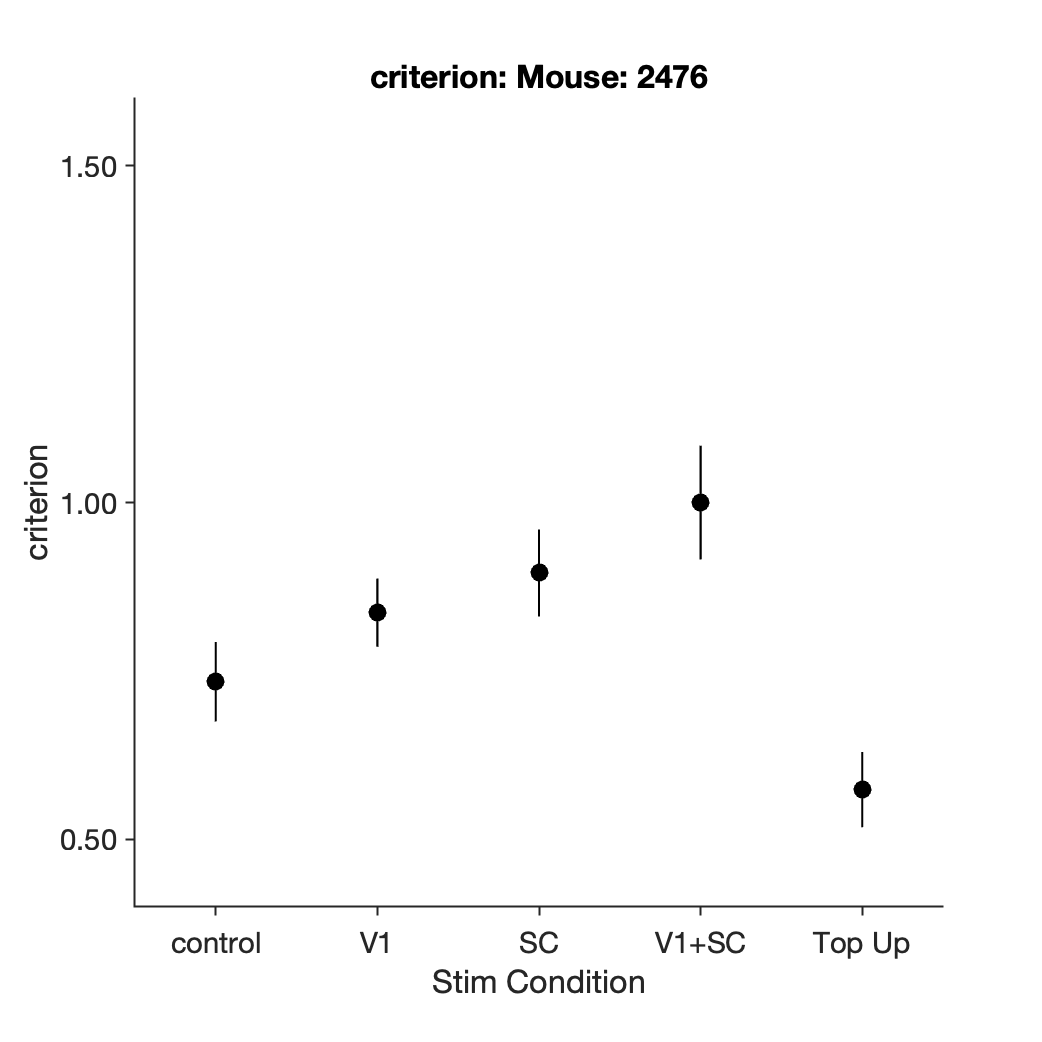 criterion: Mouse: 2476
criterion
1.50
1.00
0.50
control
V1
SC
V1+SC
Top Up
Stim Condition